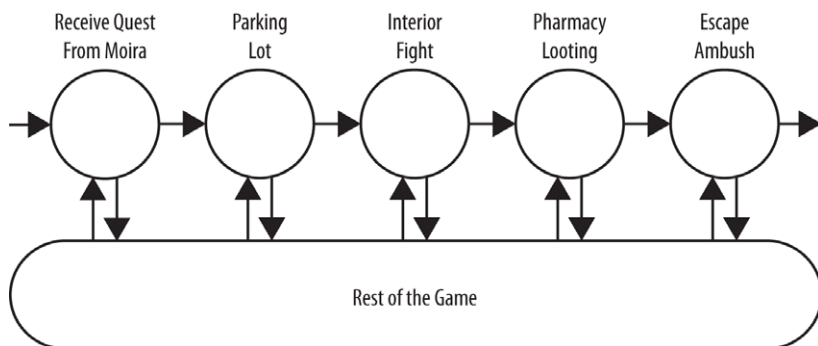 Receive Quest
From Moira
Parking
Lot
Interior
Fight
Pharmacy
Looting
Escape
Ambush
Rest of the Game